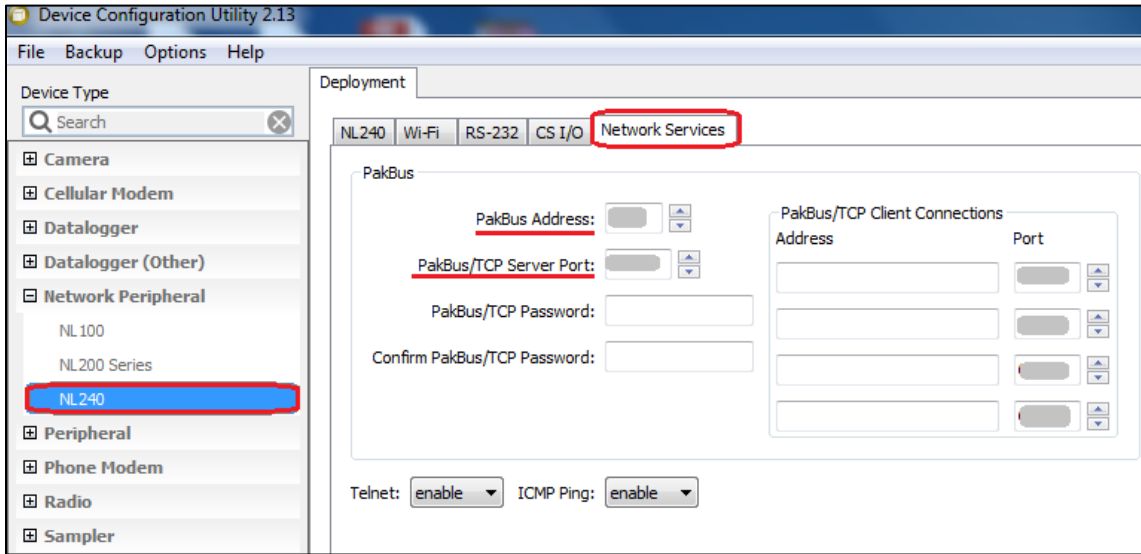 Device Configuration Utility 2.13
File Backup Options Help
Device Type
Search
Camera
Cellular Modem
Datalogger
Datalogger (Other)
Network Peripheral
NL100
NL200 Series
NL240
Peripheral
Phone Modem
Radio
Sampler
Deployment
NL240 Wi-Fi RS-232 CS I/O Network Services
PakBus
PakBus Address:
PakBus/TCP Server Port:
PakBus/TCP Password:
Confirm PakBus/TCP Password:
PakBus/TCP Client Connections
Address Port
Telnet: enable ICMP Ping: enable